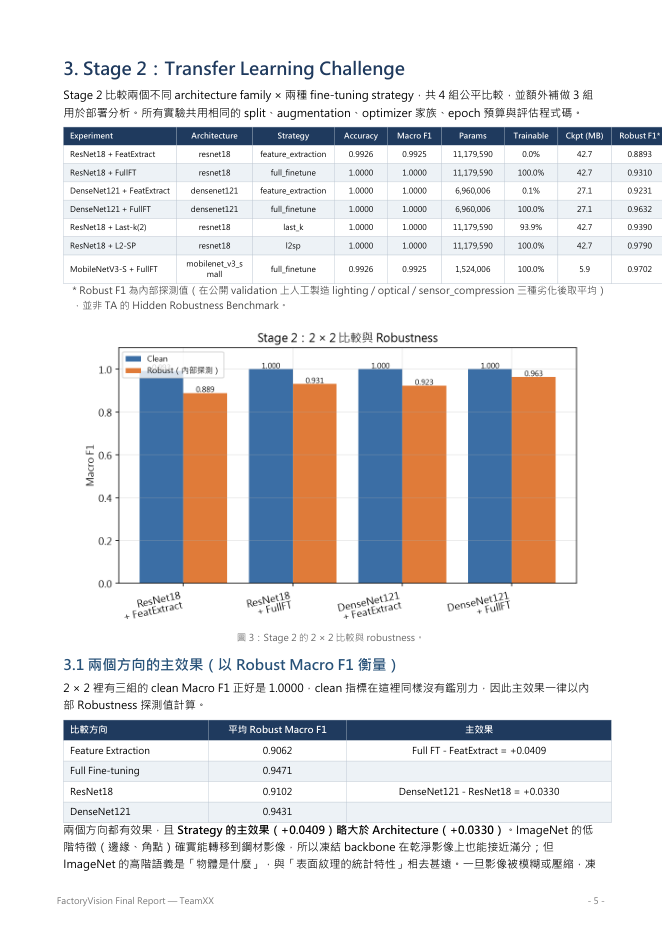 3. Stage 2：Transfer Learning Challenge
Stage 2 比較兩個不同 architecture family × 兩種 fine-tuning strategy，共 4 組公平比較，並額外補做 3 組
用於部署分析。所有實驗共用相同的 split、augmentation、optimizer 家族、epoch 預算與評估程式碼。
Experiment Architecture Strategy Accuracy Macro F1 Params Trainable Ckpt (MB) Robust F1*
ResNet18 + FeatExtract resnet18 feature_extraction 0.9926 0.9925 11,179,590 0.0% 42.7 0.8893
ResNet18 + FullFT resnet18 full_finetune 1.0000 1.0000 11,179,590 100.0% 42.7 0.9310
DenseNet121 + FeatExtract densenet121 feature_extraction 1.0000 1.0000 6,960,006 0.1% 27.1 0.9231
DenseNet121 + FullFT densenet121 full_finetune 1.0000 1.0000 6,960,006 100.0% 27.1 0.9632
ResNet18 + Last-k(2) resnet18 last_k 1.0000 1.0000 11,179,590 93.9% 42.7 0.9390
ResNet18 + L2-SP resnet18 l2sp 1.0000 1.0000 11,179,590 100.0% 42.7 0.9790
MobileNetV3-S + FullFT mobilenet_v3_s
mall full_finetune 1.0000 1.0000 1,524,006 100.0% 5.9 0.9702
* Robust F1 為內部探測值（在公開 validation 上人工製造 lighting / optical / sensor_compression 三種劣化後取平均）
，並非 TA 的 Hidden Robustness Benchmark。
Stage 2：2 × 2 比較與 Robustness
Clean
Robust（內部探測）
0.889
1.000
0.931
1.000
0.923
1.000
0.963
Macro F1
1.0
0.8
0.6
0.4
0.2
0.0
ResNet18
+ FeatExtract
ResNet18
+ FullFT
DenseNet121
+ FeatExtract
DenseNet121
+ FullFT
圖 3：Stage 2 的 2 × 2 比較與 robustness。
3.1 兩個方向的主效果（以 Robust Macro F1 衡量）
2 × 2 裡有三組的 clean Macro F1 正好是 1.0000，clean 指標在這裡同樣沒有鑑別力，因此主效果一律以內
部 Robustness 探測值計算。
比較方向 平均 Robust Macro F1 主效果
Feature Extraction 0.9062 Full FT - FeatExtract = +0.0409
Full Fine-tuning 0.9471
ResNet18 0.9102 DenseNet121 - ResNet18 = +0.0330
DenseNet121 0.9431
兩個方向都有效果，且 Strategy 的主效果（+0.0409）略大於 Architecture（+0.0330）。ImageNet 的低
階特徵（邊緣、角點）確實能轉移到鋼材影像，所以凍結 backbone 在乾淨影像上也能接近滿分；但
ImageNet 的高階語義是「物體是什麼」，與「表面紋理的統計特性」相去甚遠。一旦影像被模糊或壓縮，凍
FactoryVision Final Report — TeamXX
- 5 -